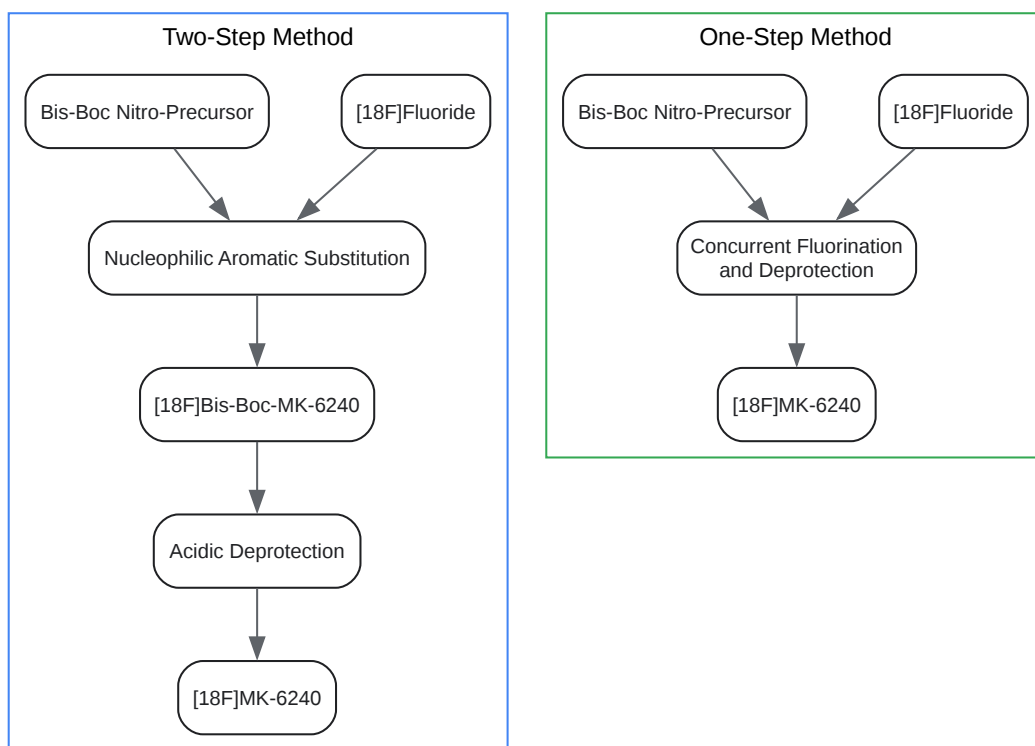 Two-Step Method
Bis-Boc Nitro-Precursor
[18F]Fluoride
Nucleophilic Aromatic Substitution
[18F]Bis-Boc-MK-6240
Acidic Deprotection
[18F]MK-6240
One-Step Method
Bis-Boc Nitro-Precursor
[18F]Fluoride
Concurrent Fluorination
and Deprotection
[18F]MK-6240